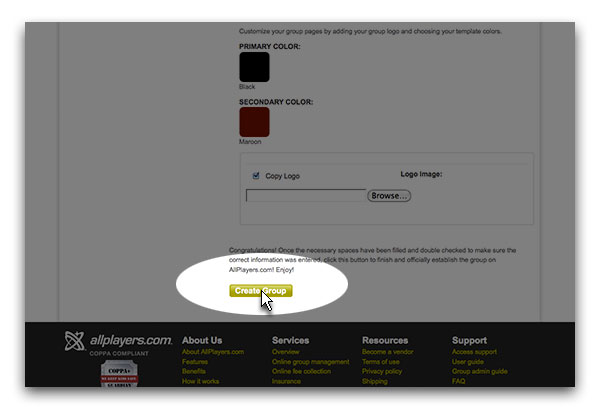 Customize your group pages by adding your group logo and choosing your template colors.
PRIMARY COLOR:
Black
SECONDARY COLOR:
Maroon
Copy Logo
Logo Image:
Browse...
Congratulations! Once the necessary spaces have been filled and double checked to make sure the
correct information was entered, click this button to finish and officially establish the group on
AllPlayers.com! Enjoy!
Create Group
allplayers.com
COPPA COMPLIANT
COPPA+
About Us
About AllPlayers.com
Features
Benefits
How it works
Services
Overview
Online group management
Online fee collection
Insurance
Resources
Become a vendor
Terms of use
Privacy policy
Shipping
Support
Access support
User guide
Group admin guide
FAQ